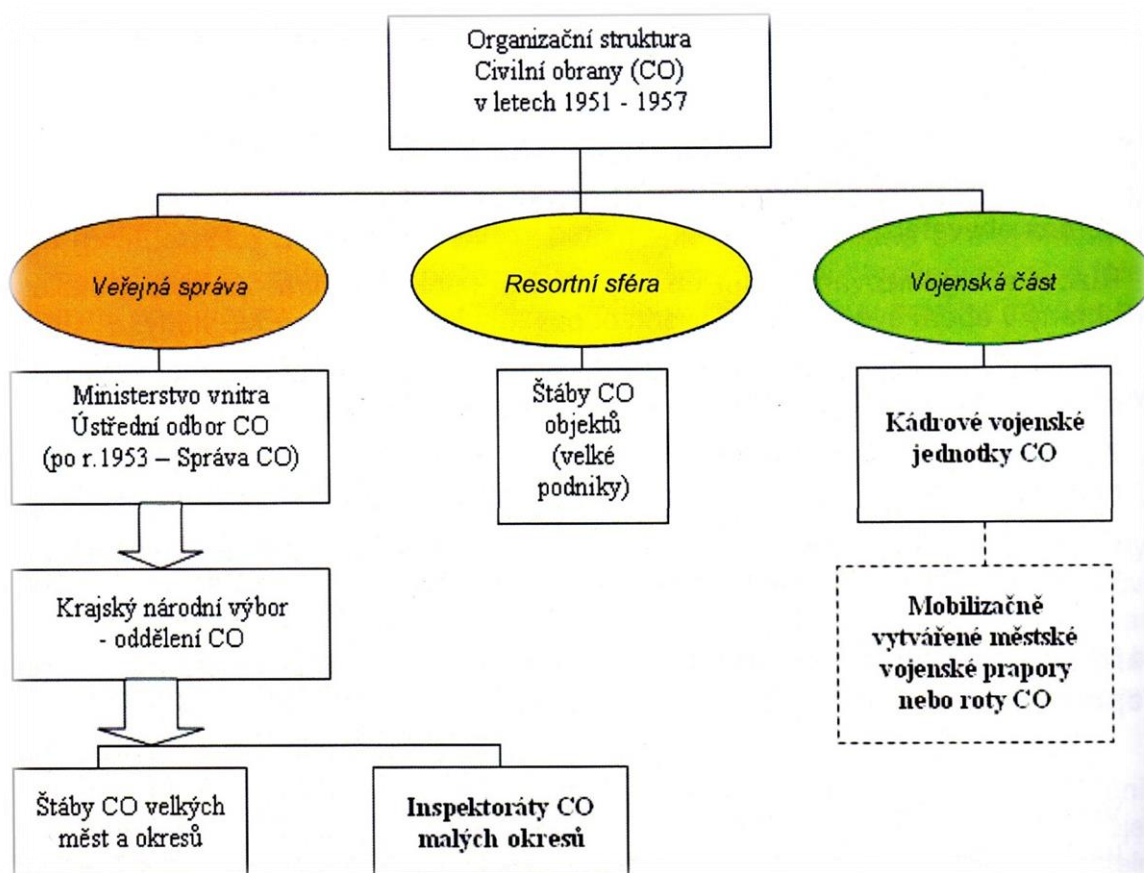 Organizační struktura
Civilní obrany (CO)
v letech 1951 - 1957
Veřejná správa
Resortní sféra
Vojenská část
Ministerstvo vnitra
Ústřední odbor CO
(po r.1953 – Správa CO)
Štáby CO
objektů
(velké
podniky)
Kádrové vojenské
jednotky CO
Krajský národní výbor
- oddělení CO
Mobilizačně
vytvářené městské
vojenské prapory
nebo roty CO
Štáby CO velkých
měst a okresů
Inspektoráty CO
malých okresů